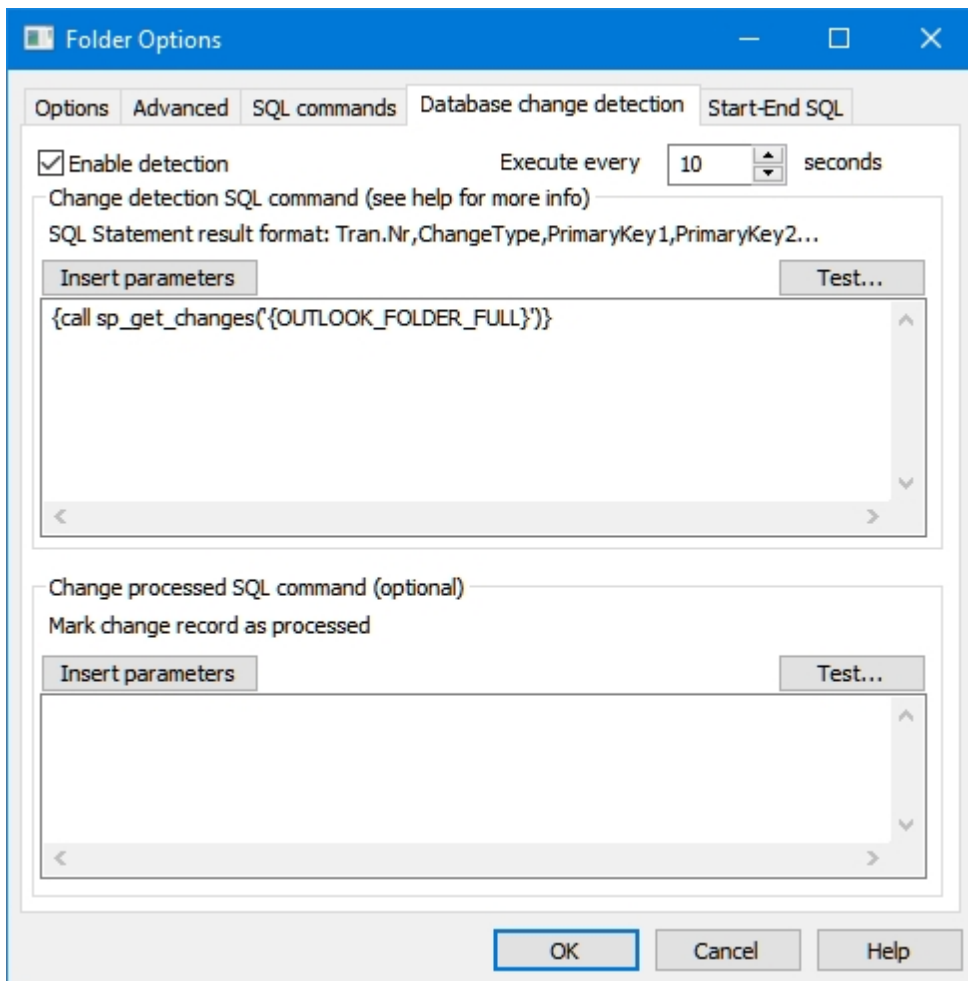 Folder Options
Options Advanced SQL commands Database change detection Start-End SQL
Enable detection Execute every 10 seconds
Change detection SQL command (see help for more info)
SQL Statement result format: Tran.Nr,ChangeType,PrimaryKey1,PrimaryKey2...
Insert parameters Test...
{call sp_get_changes('{OUTLOOK_FOLDER_FULL}')}
Change processed SQL command (optional)
Mark change record as processed
Insert parameters Test...
OK Cancel Help